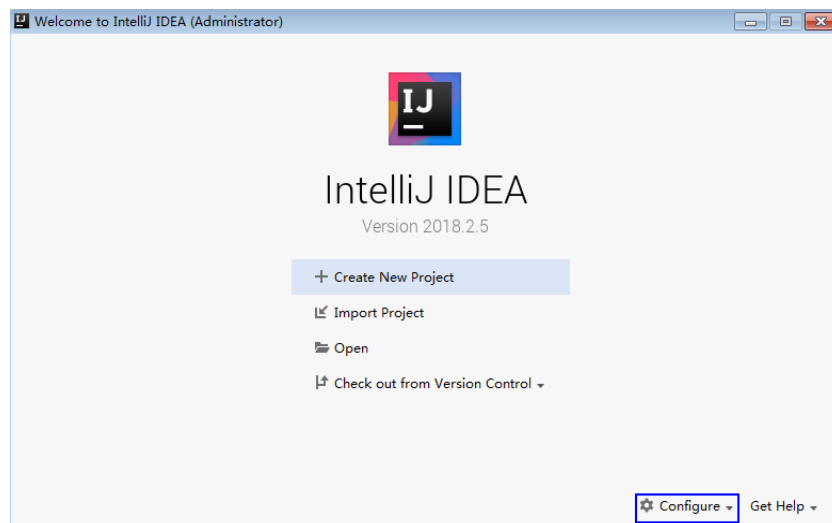 Welcome to IntelliJ IDEA (Administrator)
IJ
IntelliJ IDEA
Version 2018.2.5
Create New Project
Import Project
Open
Check out from Version Control
Configure Get Help